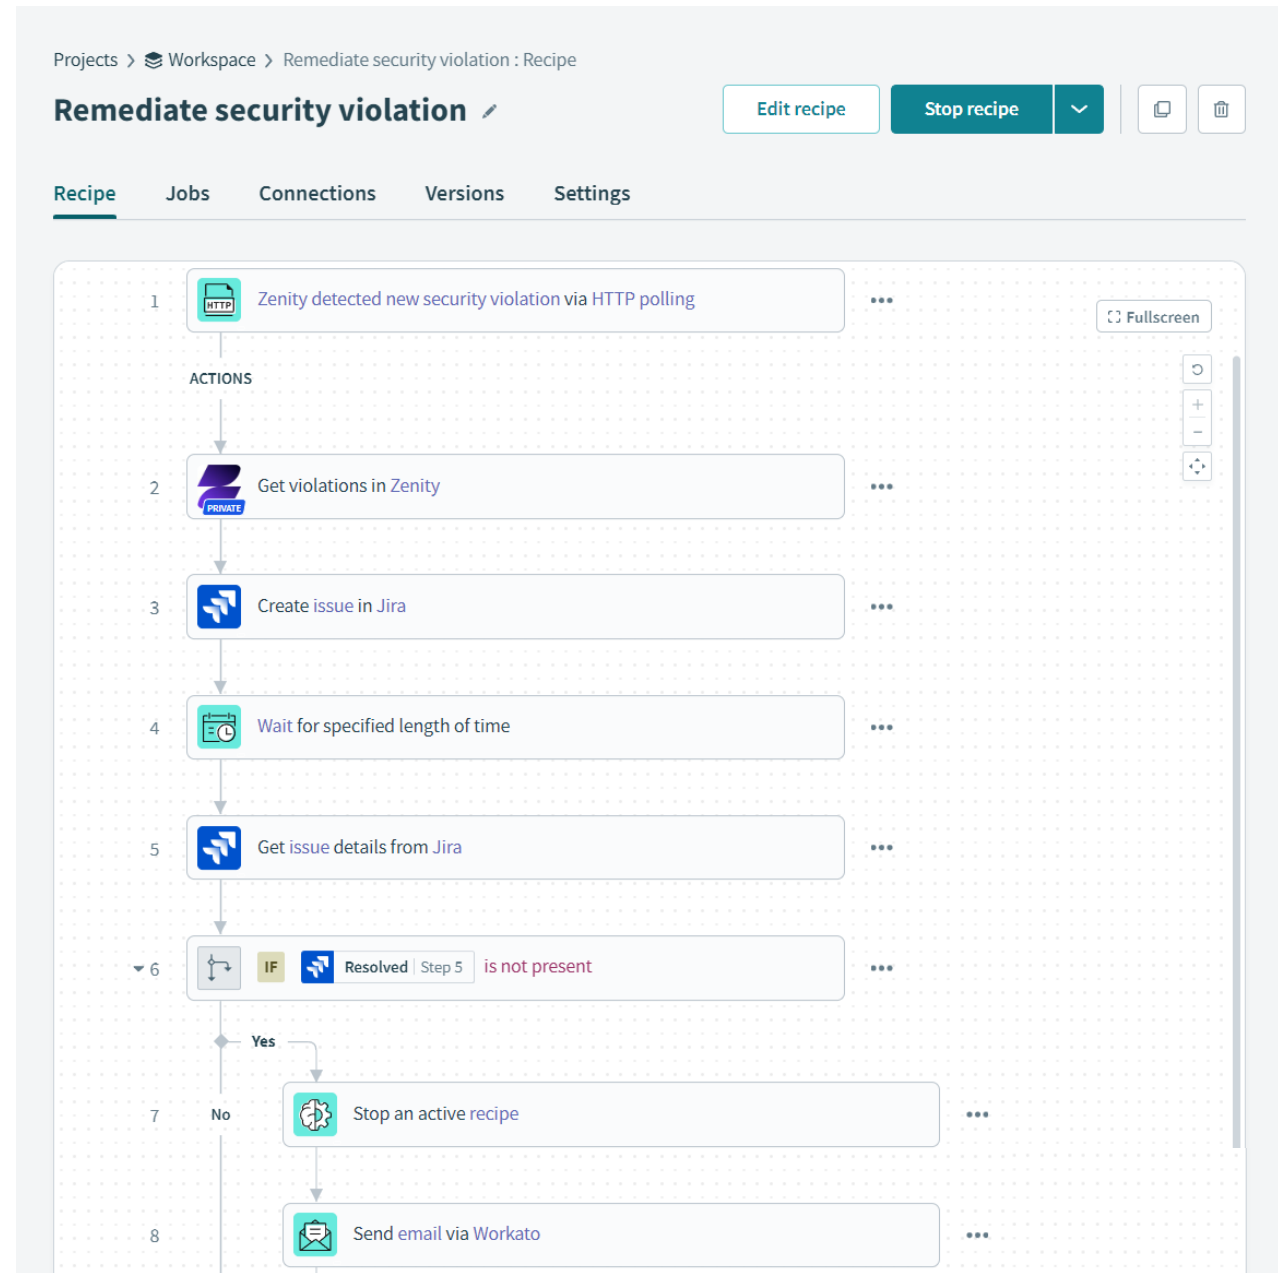 Projects > Workspace > Remediate security violation : Recipe
Remediate security violation
Edit recipe
Stop recipe
Recipe Jobs Connections Versions Settings
1 HTTP Zenity detected new security violation via HTTP polling
Fullscreen
ACTIONS
2 PRIVATE Get violations in Zenity
3 Create issue in Jira
4 Wait for specified length of time
5 Get issue details from Jira
6 IF Resolved Step 5 is not present
Yes
7 No Stop an active recipe
8 Send email via Workato